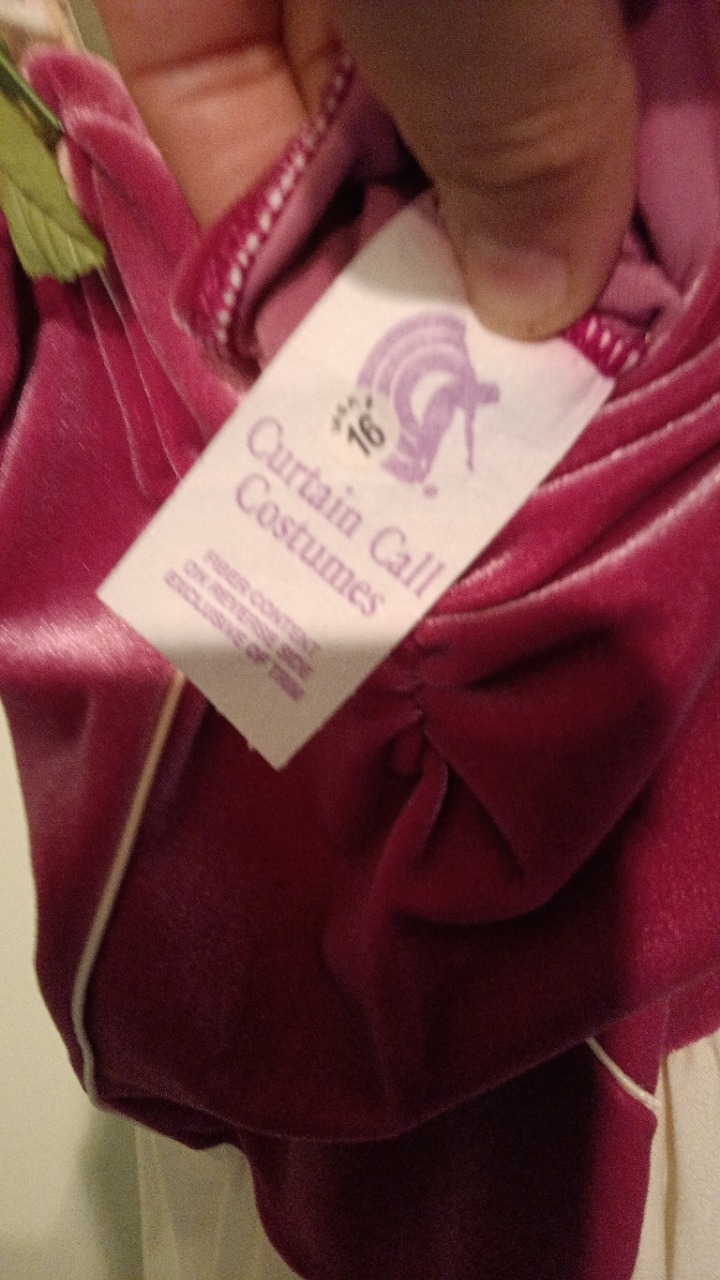 16
Curtain Call
Costumes
FIBER CONTENT
ON REVERSE SIDE
EXCLUSIVE OF TRIM